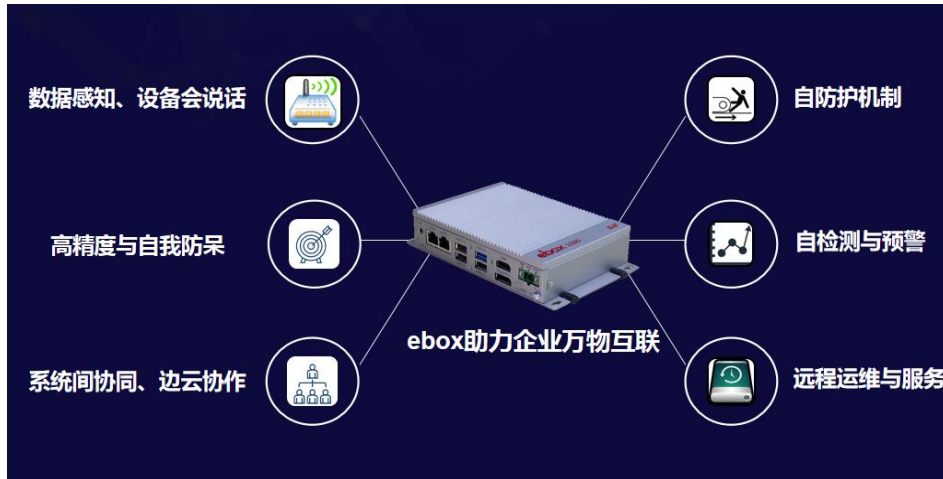 数据感知、设备会说话
自防护机制
高精度与自我防呆
自检测与预警
ebox
ebox助力企业万物互联
系统间协同、边云协作
远程运维与服务